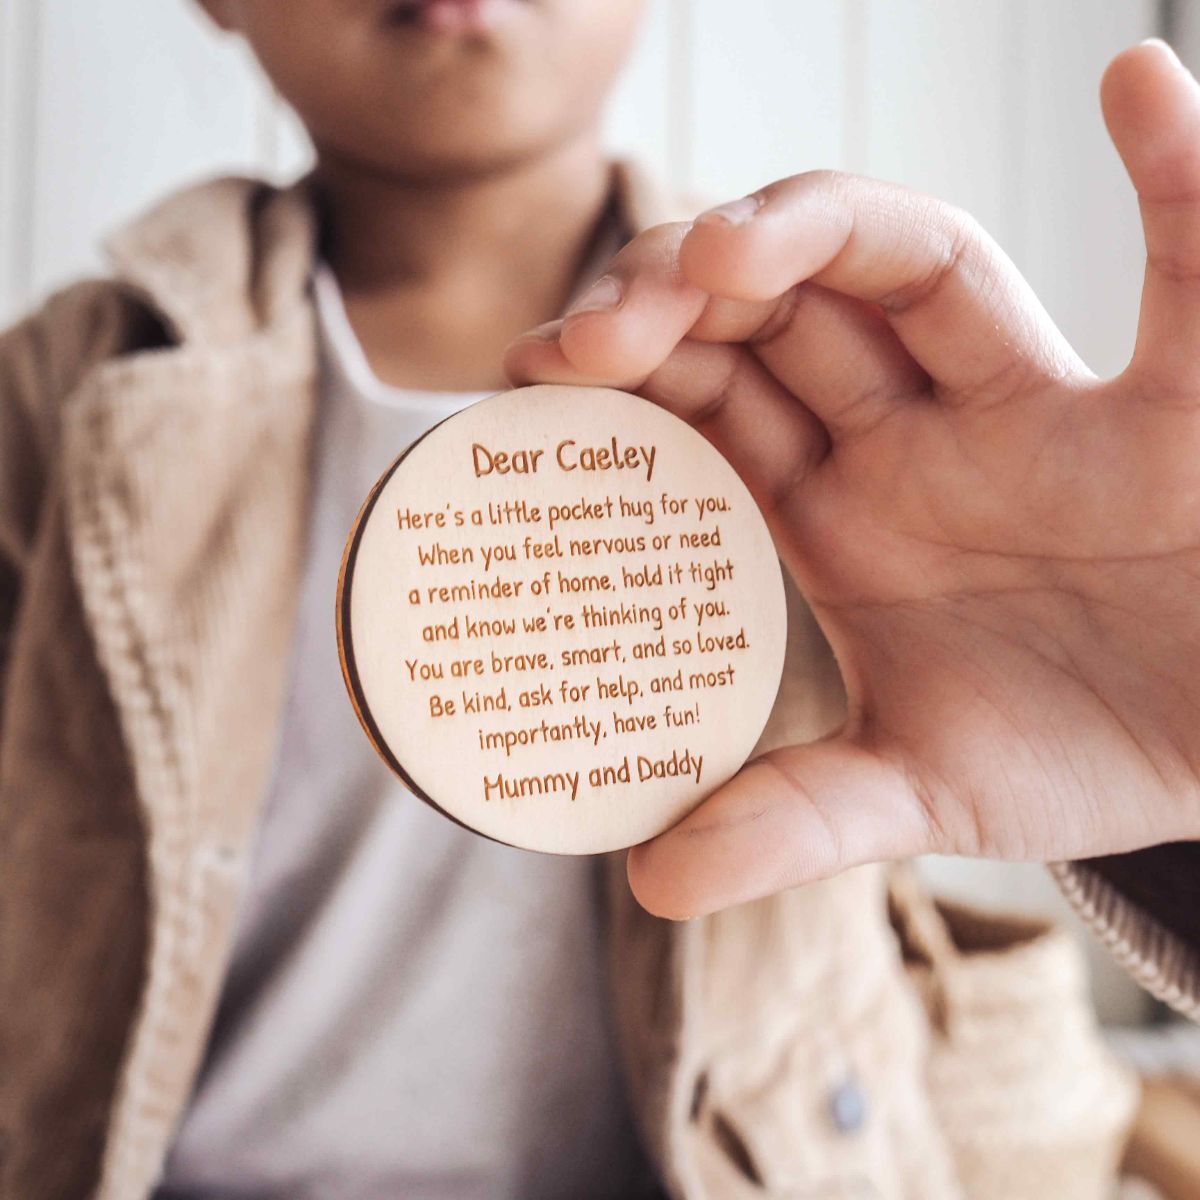 Dear Caeley
Here's a little pocket hug for you.
When you feel nervous or need
a reminder of home, hold it tight
and know we're thinking of you.
You are brave, smart, and so loved.
Be kind, ask for help, and most
importantly, have fun!
Mummy and Daddy